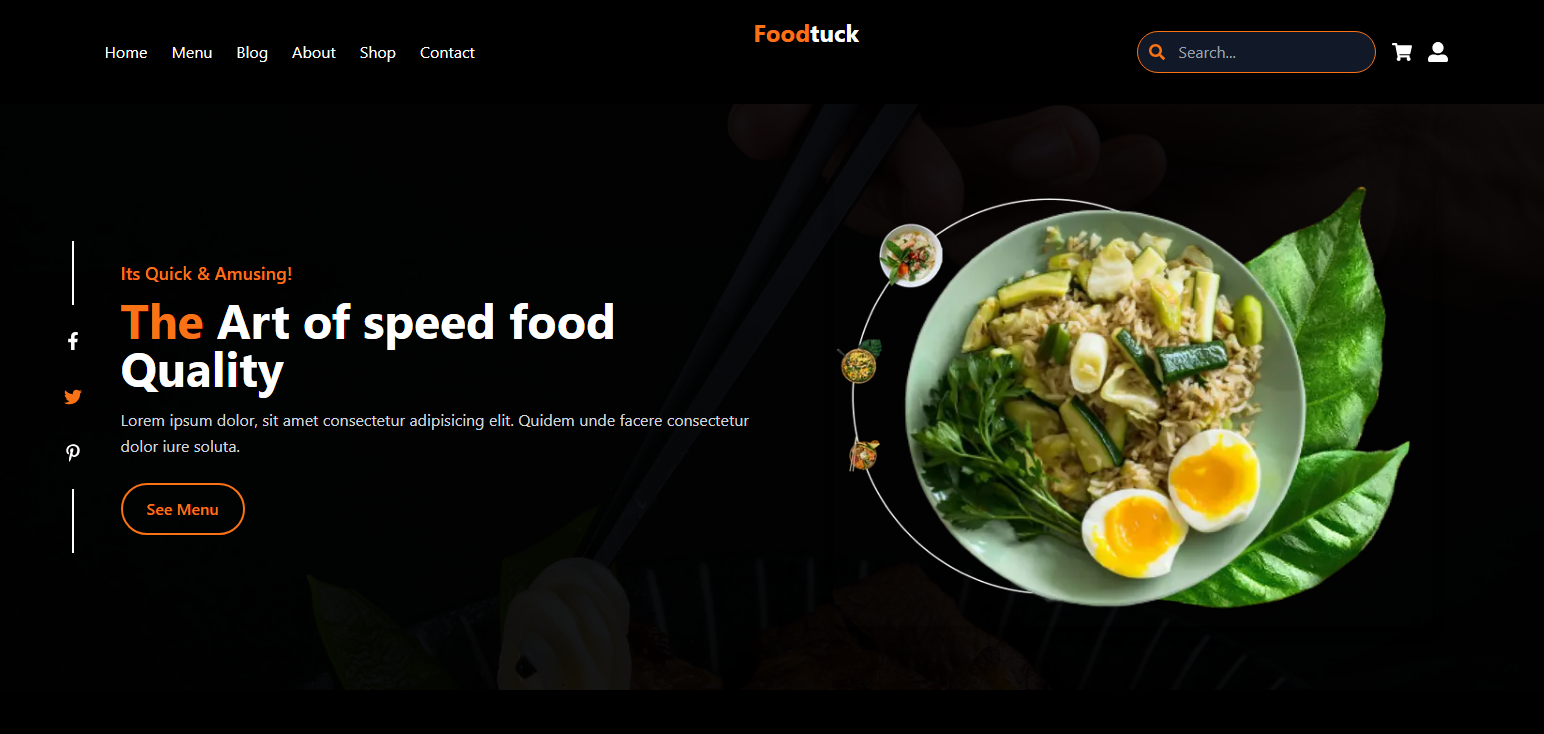 Home Menu Blog About Shop Contact
Foodtuck
Search...
Its Quick & Amusing!
The Art of speed food
Quality
Lorem ipsum dolor, sit amet consectetur adipisicing elit. Quidem unde facere consectetur
dolor iure soluta.
See Menu